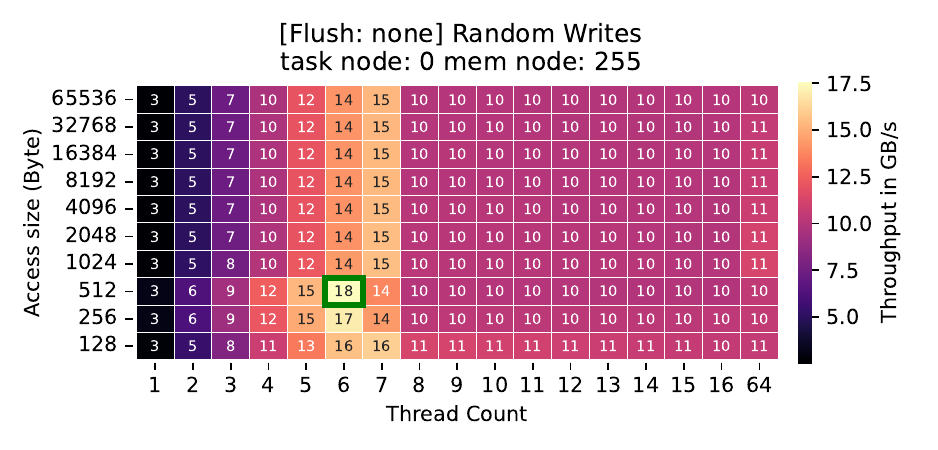 [Flush: none] Random Writes
task node: 0 mem node: 255
Access size (Byte)
65536 3 5 7 10 12 14 15 10 10 10 10 10 10 10 10 10 10
32768 3 5 7 10 12 14 15 10 10 10 10 10 10 10 10 10 11
16384 3 5 7 10 12 14 15 10 10 10 10 10 10 10 10 10 11
8192 3 5 7 10 12 14 15 10 10 10 10 10 10 10 10 10 11
4096 3 5 7 10 12 14 15 10 10 10 10 10 10 10 10 10 11
2048 3 5 7 10 12 14 15 10 10 10 10 10 10 10 10 10 11
1024 3 5 8 10 12 14 15 10 10 10 10 10 10 10 10 10 11
512 3 6 9 12 15 18 14 10 10 10 10 10 10 10 10 10 10
256 3 6 9 12 15 17 14 10 10 10 10 10 10 10 10 10 10
128 3 5 8 11 13 16 16 11 11 11 11 11 11 11 11 10 11
1 2 3 4 5 6 7 8 9 10 11 12 13 14 15 16 64
Thread Count
17.5
15.0
12.5
10.0
7.5
5.0
Throughput in GB/s